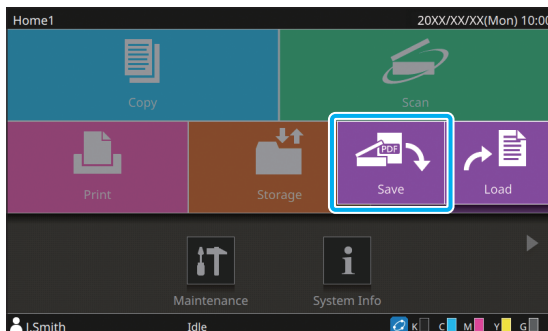 Home1 20XX/XX/XX(Mon) 10:00
Copy Scan
PDF
Print Storage Save Load
Maintenance System Info
I.Smith Idle K C M Y G